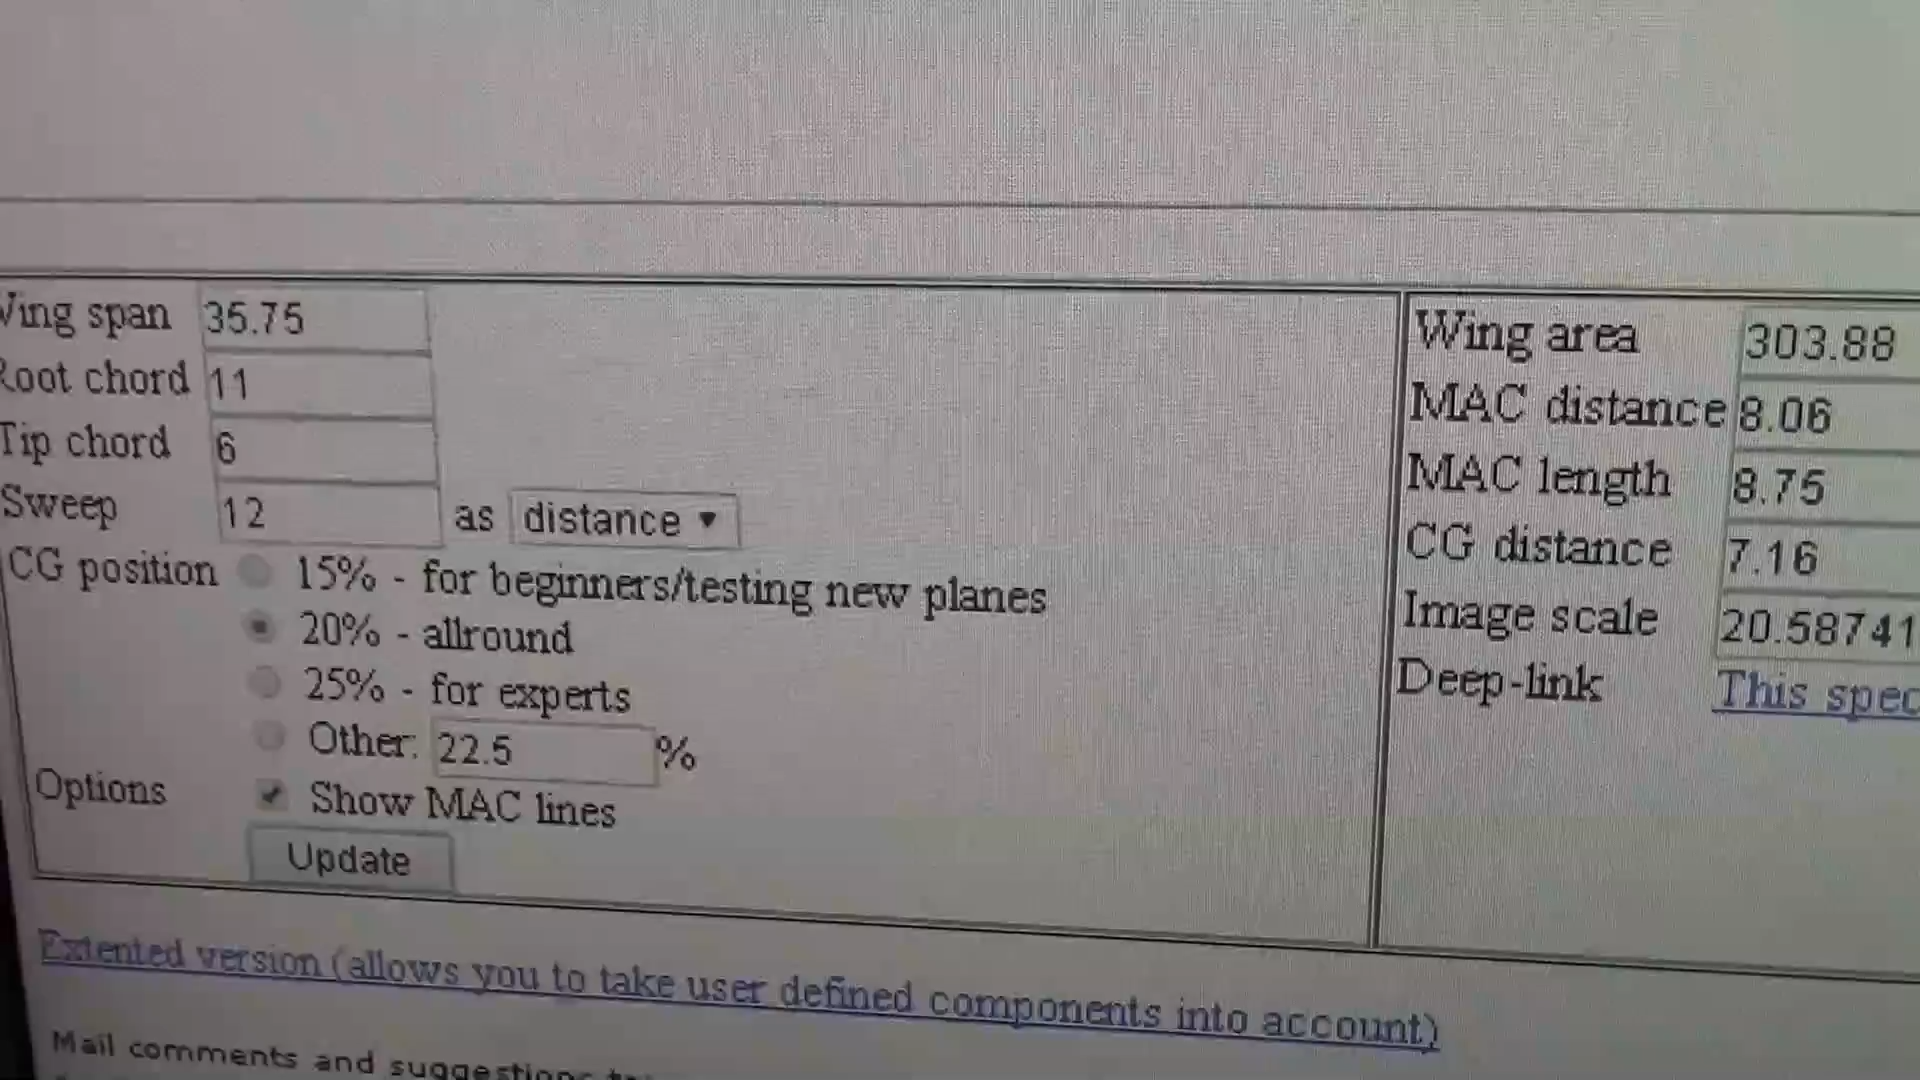 Wing span 35.75
Root chord 11
Tip chord 6
Sweep 12 as distance
CG position 15% - for beginners/testing new planes
20% - allround
25% - for experts
Other: 22.5 %
Options Show MAC lines
Update
Wing area 303.88
MAC distance 8.06
MAC length 8.75
CG distance 7.16
Image scale 20.58741
Deep-link This spec
Extented version (allows you to take user defined components into account)
Mail comments and suggestions